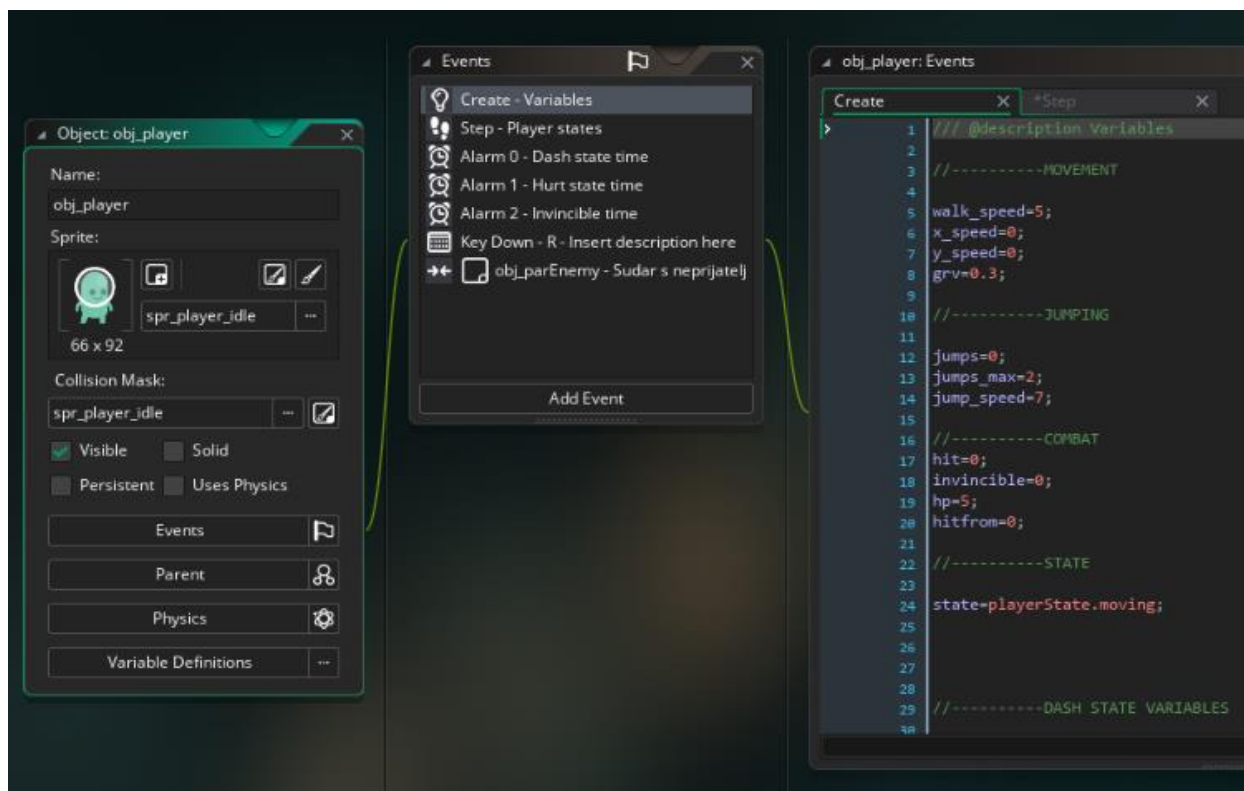 Object: obj_player
Name:
obj_player
Sprite:
spr_player_idle
...
66 x 92
Collision Mask:
spr_player_idle
...
Visible
Solid
Persistent
Uses Physics
Events
Parent
Physics
Variable Definitions
...
Events
Create - Variables
Step - Player states
Alarm 0 - Dash state time
Alarm 1 - Hurt state time
Alarm 2 - Invincible time
Key Down - R - Insert description here
obj_parEnemy - Sudar s neprijatelj
Add Event
obj_player: Events
Create
*Step
1 /// @description Variables
2
3 //----------MOVEMENT
4
5 walk_speed=5;
6 x_speed=0;
7 y_speed=0;
8 grv=0.3;
9
10 //----------JUMPING
11
12 jumps=0;
13 jumps_max=2;
14 jump_speed=7;
15
16 //----------COMBAT
17 hit=0;
18 invincible=0;
19 hp=5;
20 hitfrom=0;
21
22 //----------STATE
23
24 state=playerState.moving;
25
26
27
28
29 //----------DASH STATE VARIABLES
30